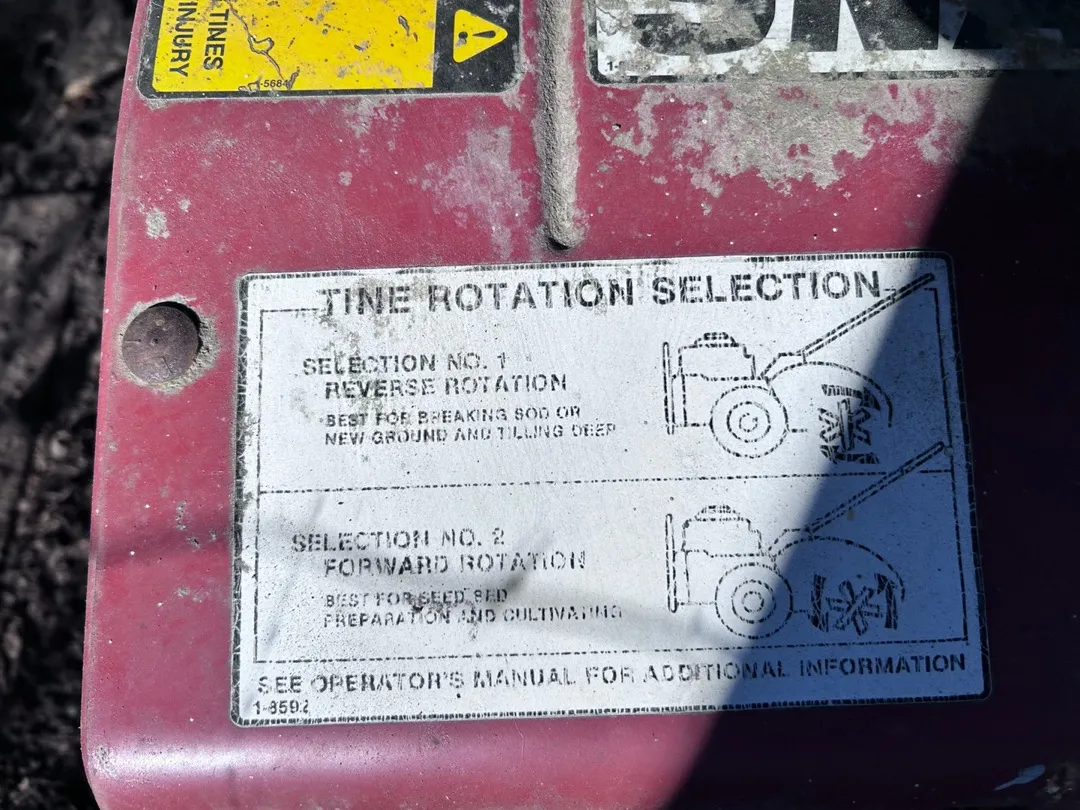 TINES
INJURY
1-5684
TINE ROTATION SELECTION
SELECTION NO. 1
REVERSE ROTATION
BEST FOR BREAKING SOD OR
NEW GROUND AND TILLING DEEP
SELECTION NO. 2
FORWARD ROTATION
BEST FOR SEED BED
PREPARATION AND CULTIVATING
SEE OPERATOR'S MANUAL FOR ADDITIONAL INFORMATION